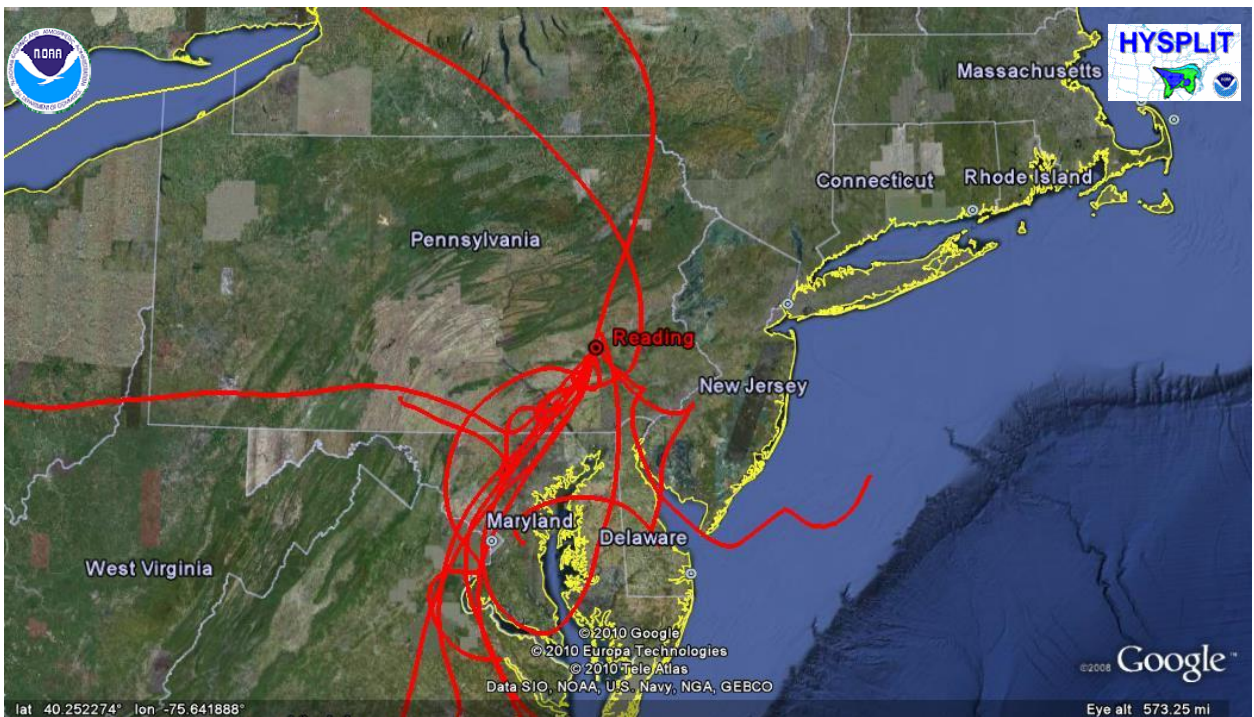 NOAA
HYSPLIT
Massachusetts
Connecticut
Rhode Island
Pennsylvania
Reading
New Jersey
Maryland
Delaware
West Virginia
© 2010 Google
© 2010 Europa Technologies
© 2010 Tele Atlas
Data SIO, NOAA, U.S. Navy, NGA, GEBCO
©2008 Google™
lat 40.252274° lon -75.641888°
Eye alt 573.25 mi